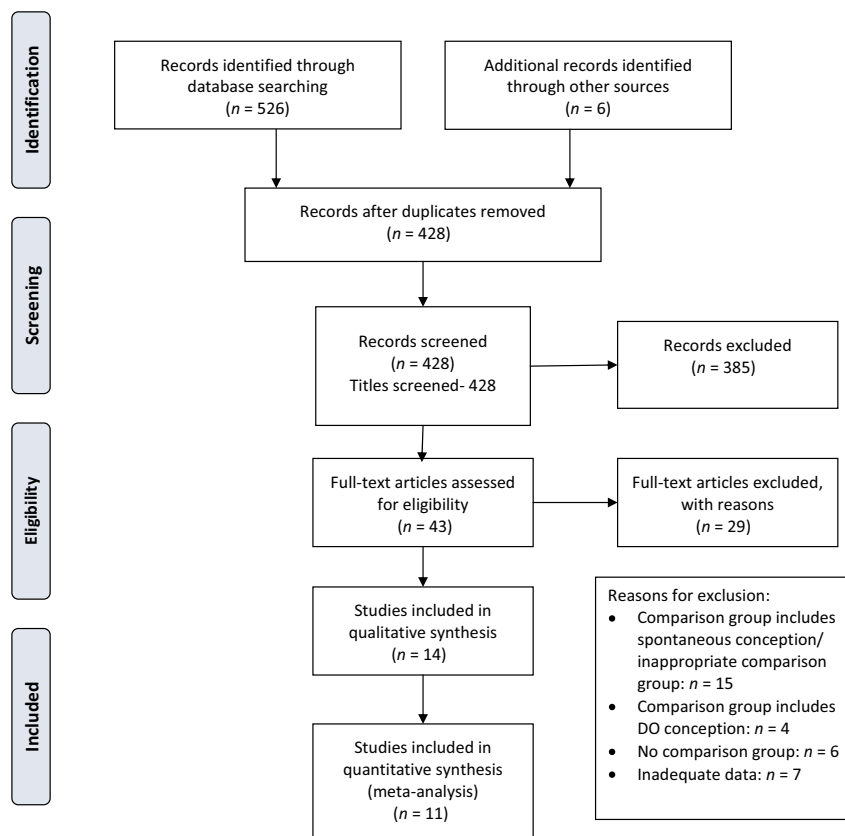 Identification
Records identified through
database searching
(n = 526)
Additional records identified
through other sources
(n = 6)
Records after duplicates removed
(n = 428)
Screening
Records screened
(n = 428)
Titles screened- 428
Records excluded
(n = 385)
Eligibility
Full-text articles assessed
for eligibility
(n = 43)
Full-text articles excluded,
with reasons
(n = 29)
Reasons for exclusion:
• Comparison group includes
spontaneous conception/
inappropriate comparison
group: n = 15
• Comparison group includes
DO conception: n = 4
• No comparison group: n = 6
• Inadequate data: n = 7
Included
Studies included in
qualitative synthesis
(n = 14)
Studies included in
quantitative synthesis
(meta-analysis)
(n = 11)